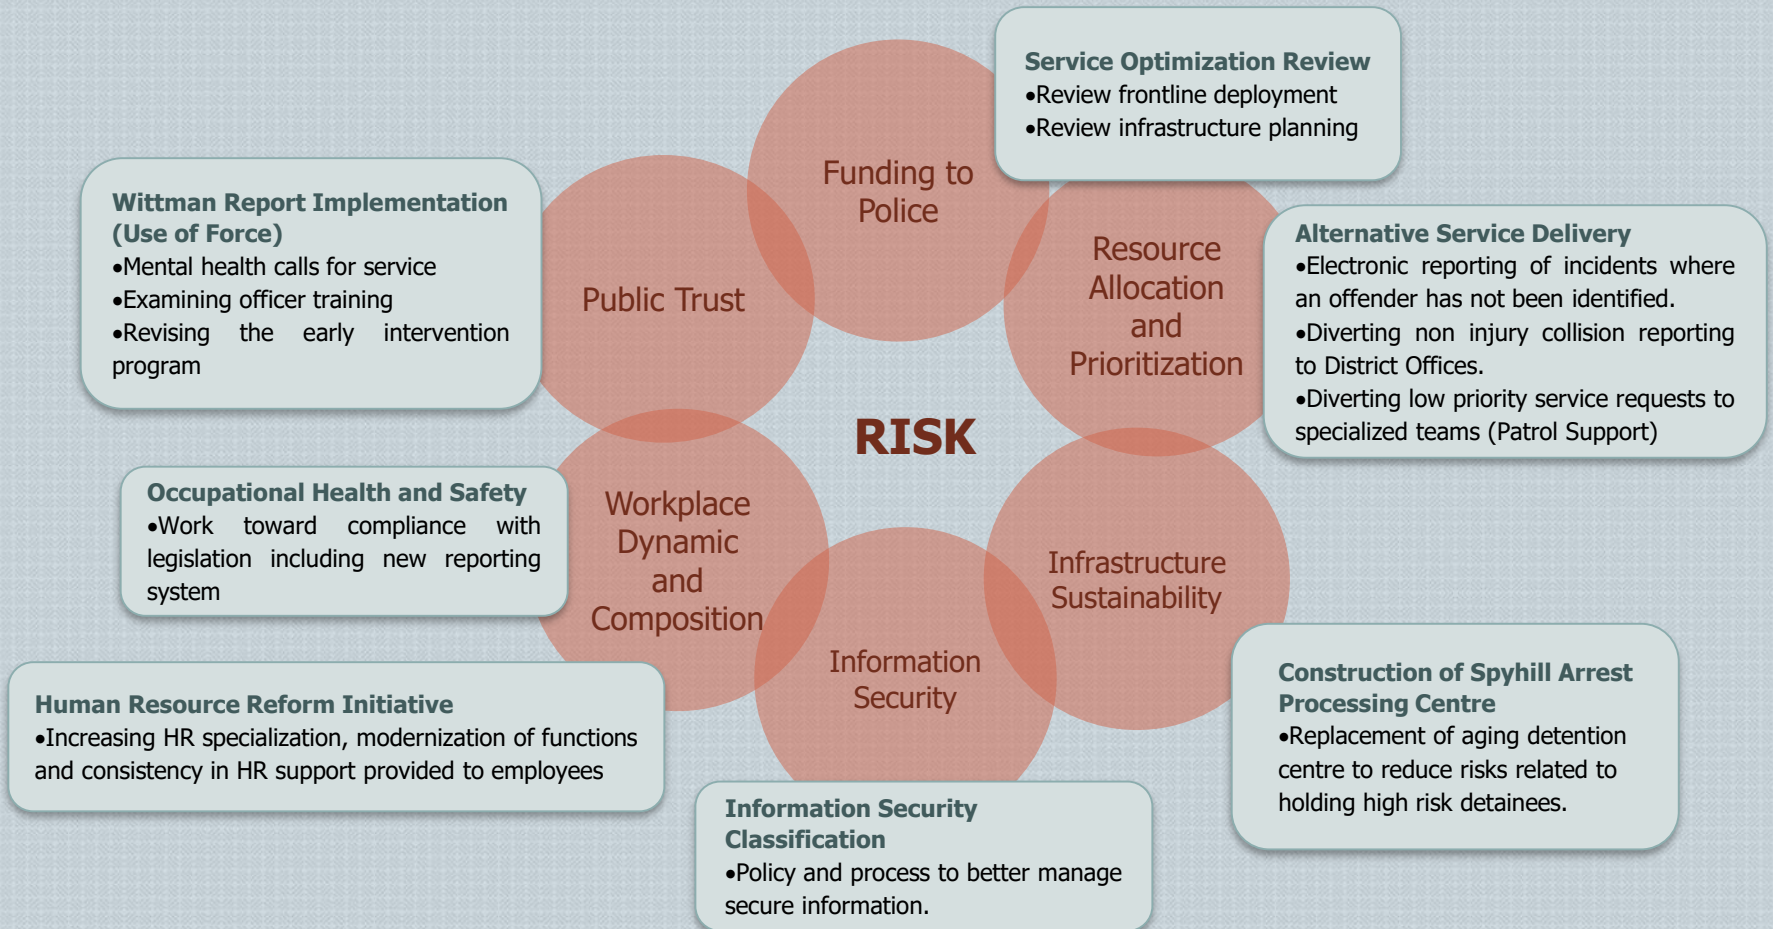 Service Optimization Review
•Review frontline deployment
•Review infrastructure planning
Funding to
Police
Wittman Report Implementation
(Use of Force)
•Mental health calls for service
•Examining officer training
•Revising the early intervention
program
Public Trust
Resource
Allocation
and
Prioritization
Alternative Service Delivery
•Electronic reporting of incidents where
an offender has not been identified.
•Diverting non injury collision reporting
to District Offices.
•Diverting low priority service requests to
specialized teams (Patrol Support)
RISK
Occupational Health and Safety
•Work toward compliance with
legislation including new reporting
system
Workplace
Dynamic
and
Composition
Infrastructure
Sustainability
Information
Security
Human Resource Reform Initiative
•Increasing HR specialization, modernization of functions
and consistency in HR support provided to employees
Construction of Spyhill Arrest
Processing Centre
•Replacement of aging detention
centre to reduce risks related to
holding high risk detainees.
Information Security
Classification
•Policy and process to better manage
secure information.